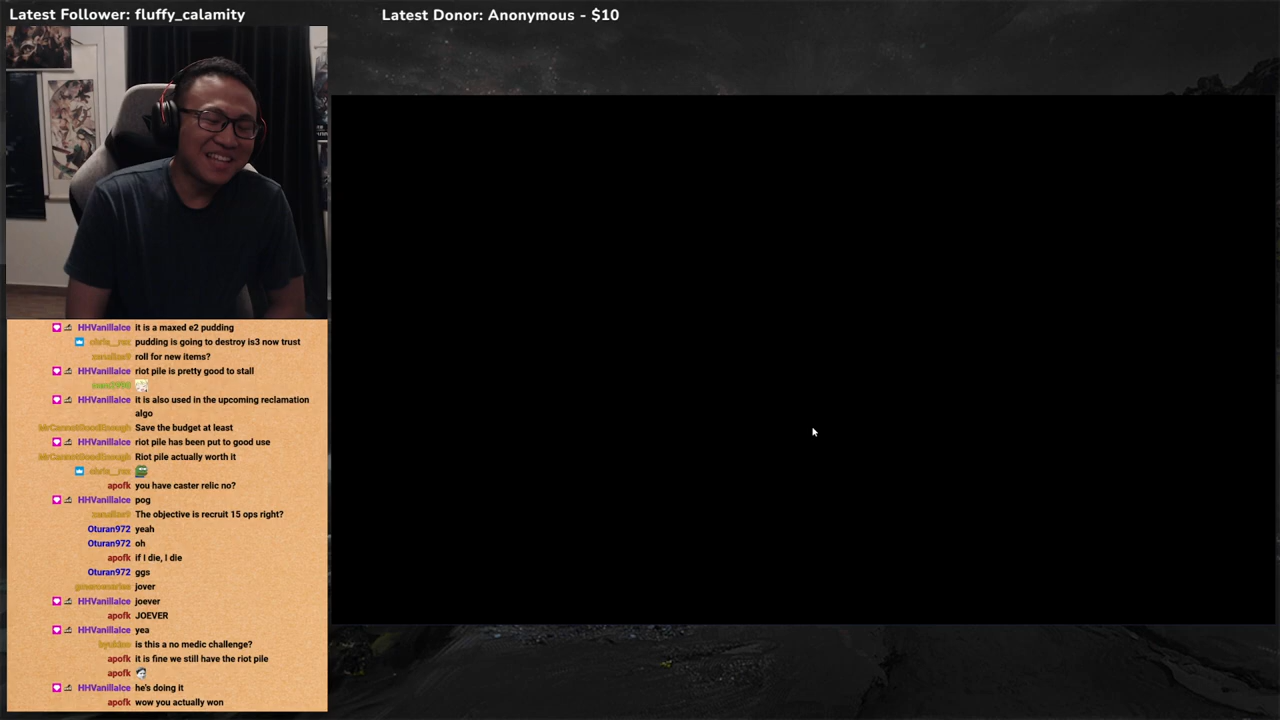 Latest Follower: fluffy_calamity
Latest Donor: Anonymous - $10
HHVanillaIce it is a maxed e2 pudding
chris__rex pudding is going to destroy is3 now trust
roll for new items?
HHVanillaIce riot pile is pretty good to stall
HHVanillaIce it is also used in the upcoming reclamation
algo
MrCannotGoodEnough Save the budget at least
HHVanillaIce riot pile has been put to good use
MrCannotGoodEnough Riot pile actually worth it
chris__rex
apofk you have caster relic no?
HHVanillaIce pog
The objective is recruit 15 ops right?
Oturan972 yeah
Oturan972 oh
apofk if I die, I die
Oturan972 ggs
jover
HHVanillaIce joever
apofk JOEVER
HHVanillaIce yea
is this a no medic challenge?
apofk it is fine we still have the riot pile
apofk
HHVanillaIce he's doing it
apofk wow you actually won